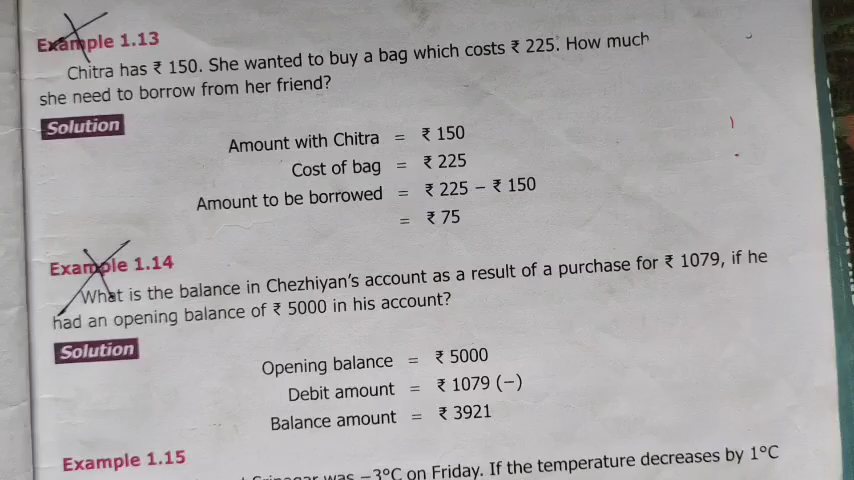 Example 1.13
Chitra has ₹ 150. She wanted to buy a bag which costs ₹ 225. How much
she need to borrow from her friend?
Solution
Amount with Chitra = ₹ 150
Cost of bag = ₹ 225
Amount to be borrowed = ₹ 225 – ₹ 150
= ₹ 75
Example 1.14
What is the balance in Chezhiyan's account as a result of a purchase for ₹ 1079, if he
had an opening balance of ₹ 5000 in his account?
Solution
Opening balance = ₹ 5000
Debit amount = ₹ 1079 (–)
Balance amount = ₹ 3921
Example 1.15
was –3°C on Friday. If the temperature decreases by 1°C